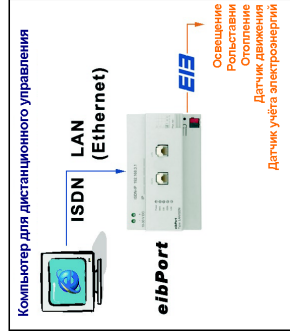 Компьютер для дистанционного управления
ISDN
LAN
(Ethernet)
eibPort
EIB
Освещение
Рольставни
Отопление
Датчик движения
Датчик учёта электроэнергий